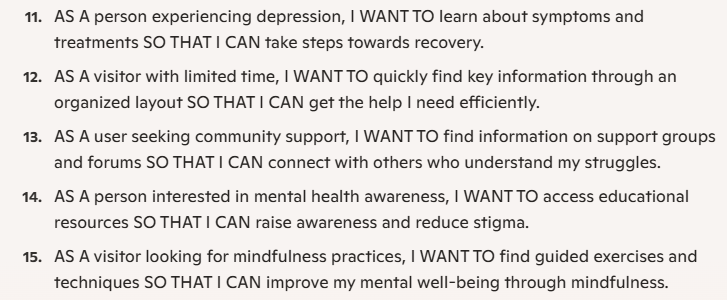 11. AS A person experiencing depression, I WANT TO learn about symptoms and
treatments SO THAT I CAN take steps towards recovery.
12. AS A visitor with limited time, I WANT TO quickly find key information through an
organized layout SO THAT I CAN get the help I need efficiently.
13. AS A user seeking community support, I WANT TO find information on support groups
and forums SO THAT I CAN connect with others who understand my struggles.
14. AS A person interested in mental health awareness, I WANT TO access educational
resources SO THAT I CAN raise awareness and reduce stigma.
15. AS A visitor looking for mindfulness practices, I WANT TO find guided exercises and
techniques SO THAT I CAN improve my mental well-being through mindfulness.